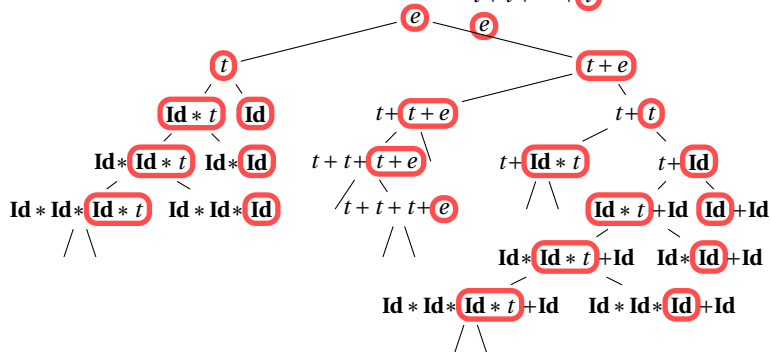 e
e
t t + e
Id ∗ t Id t+ t + e t+ t
Id∗ Id ∗ t Id∗ Id t + t+ t + e t+ Id ∗ t t+ Id
Id ∗ Id∗ Id ∗ t Id ∗ Id∗ Id t + t + t+ e Id ∗ t +Id Id +Id
Id∗ Id ∗ t +Id Id∗ Id +Id
Id ∗ Id∗ Id ∗ t +Id Id ∗ Id∗ Id +Id